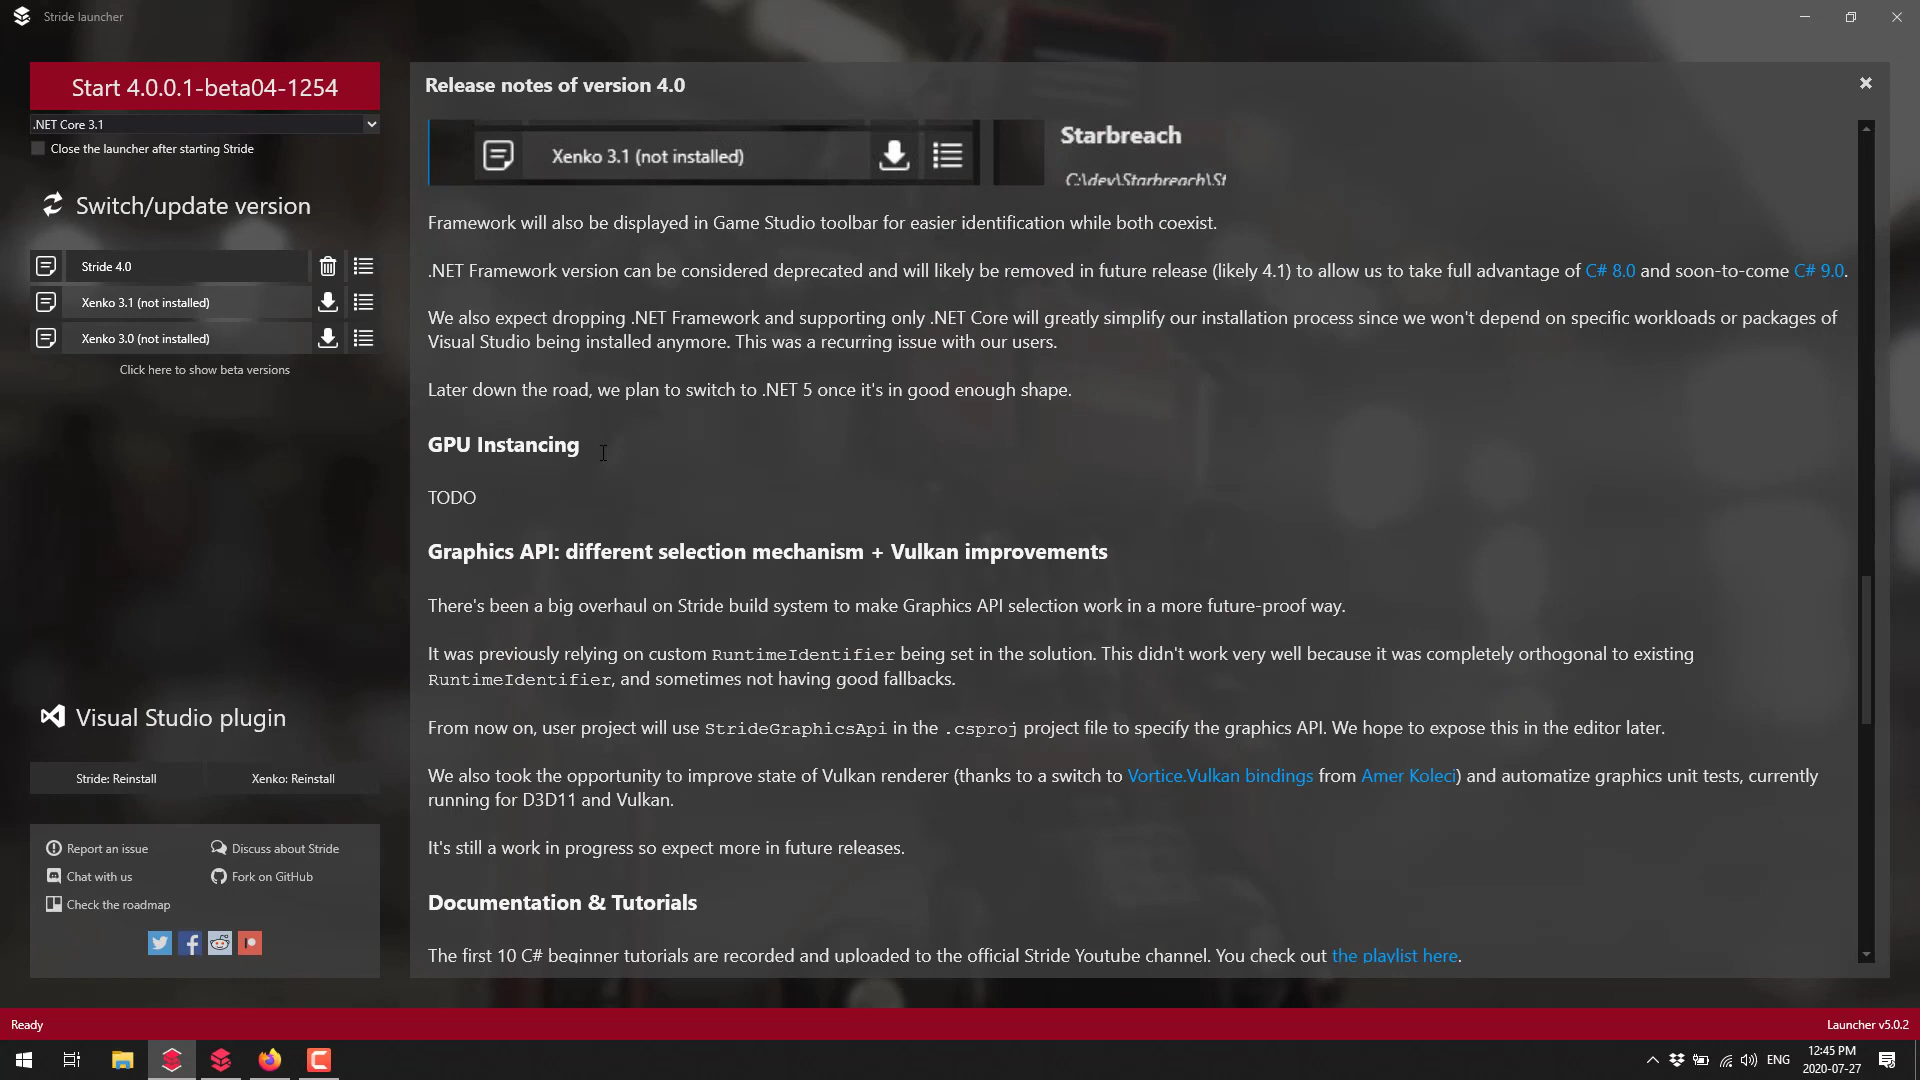 Stride launcher
Start 4.0.0.1-beta04-1254
.NET Core 3.1
Close the launcher after starting Stride
Switch/update version
Stride 4.0
Xenko 3.1 (not installed)
Xenko 3.0 (not installed)
Click here to show beta versions
Visual Studio plugin
Stride: Reinstall
Xenko: Reinstall
Report an issue
Discuss about Stride
Chat with us
Fork on GitHub
Check the roadmap
Release notes of version 4.0
Xenko 3.1 (not installed)
Starbreach
C:\dev\Starbreach\St
Framework will also be displayed in Game Studio toolbar for easier identification while both coexist.
.NET Framework version can be considered deprecated and will likely be removed in future release (likely 4.1) to allow us to take full advantage of C# 8.0 and soon-to-come C# 9.0.
We also expect dropping .NET Framework and supporting only .NET Core will greatly simplify our installation process since we won't depend on specific workloads or packages of
Visual Studio being installed anymore. This was a recurring issue with our users.
Later down the road, we plan to switch to .NET 5 once it's in good enough shape.
GPU Instancing
TODO
Graphics API: different selection mechanism + Vulkan improvements
There's been a big overhaul on Stride build system to make Graphics API selection work in a more future-proof way.
It was previously relying on custom RuntimeIdentifier being set in the solution. This didn't work very well because it was completely orthogonal to existing
RuntimeIdentifier, and sometimes not having good fallbacks.
From now on, user project will use StrideGraphicsApi in the .csproj project file to specify the graphics API. We hope to expose this in the editor later.
We also took the opportunity to improve state of Vulkan renderer (thanks to a switch to Vortice.Vulkan bindings from Amer Koleci) and automatize graphics unit tests, currently
running for D3D11 and Vulkan.
It's still a work in progress so expect more in future releases.
Documentation & Tutorials
The first 10 C# beginner tutorials are recorded and uploaded to the official Stride Youtube channel. You check out the playlist here.
Ready
Launcher v5.0.2
ENG
12:45 PM
2020-07-27